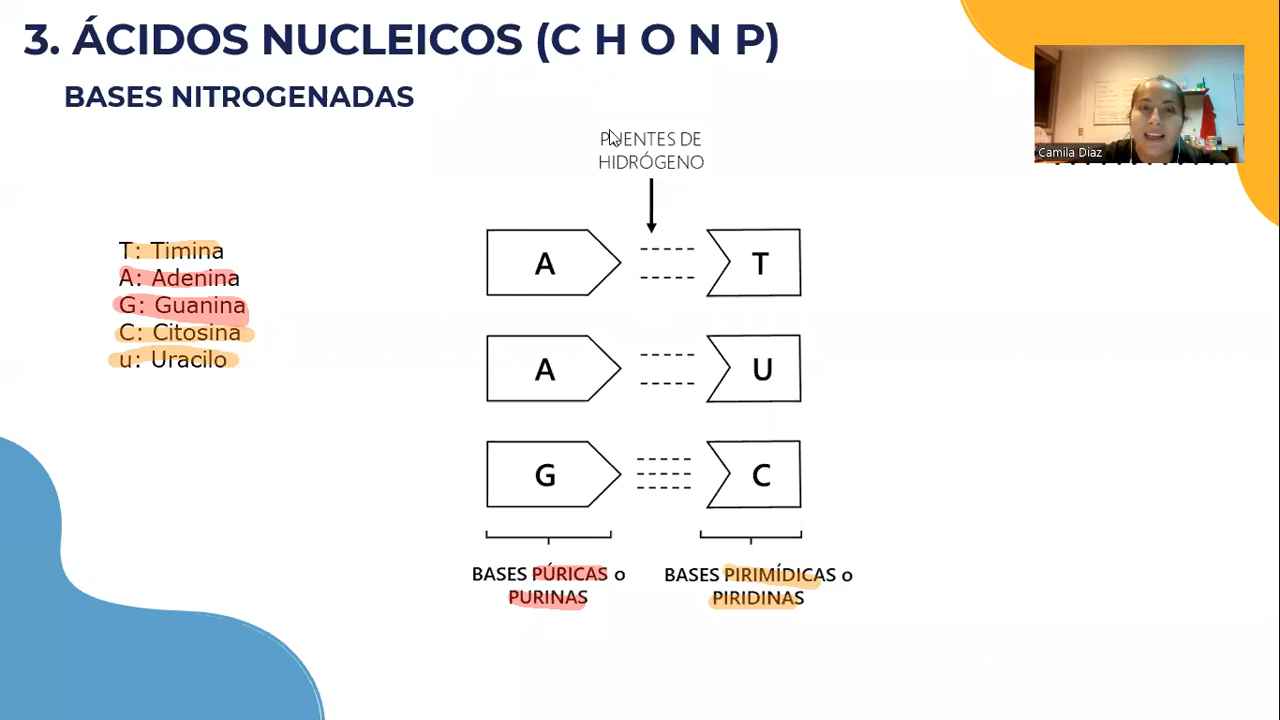 3. ÁCIDOS NUCLEICOS (C H O N P)
BASES NITROGENADAS
Camila Diaz
PUENTES DE
HIDRÓGENO
T: Timina
A: Adenina
G: Guanina
C: Citosina
u: Uracilo
A
T
A
U
G
C
BASES PÚRICAS o
PURINAS
BASES PIRIMÍDICAS o
PIRIDINAS